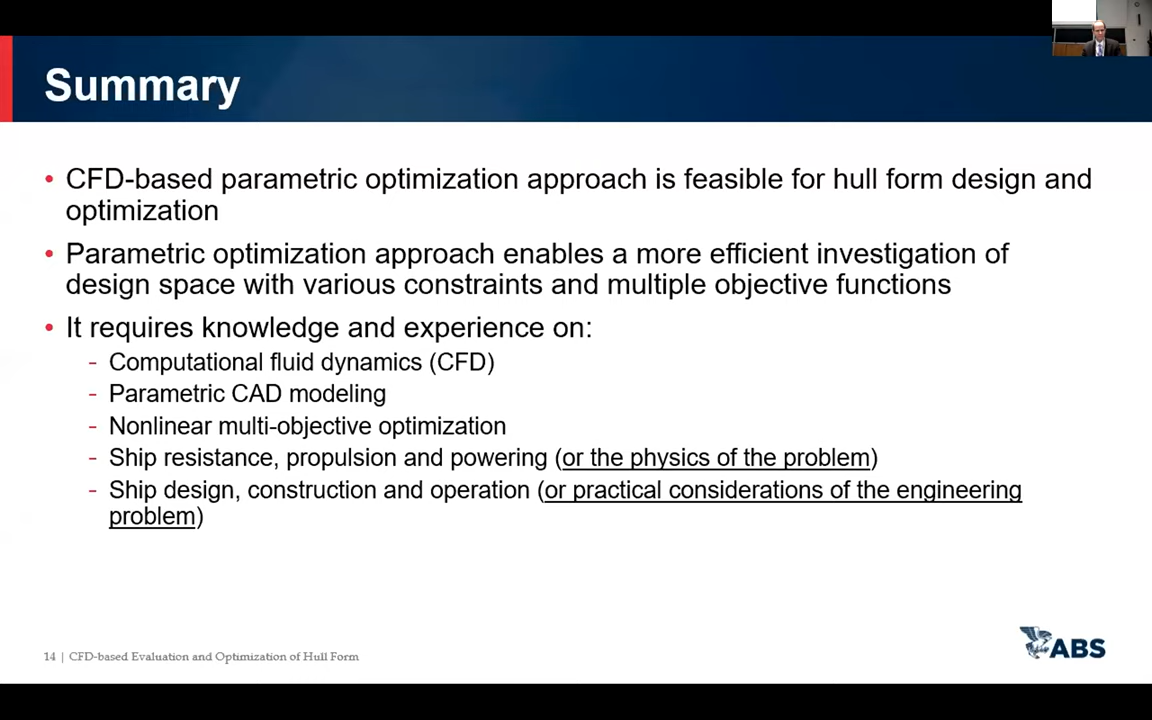 Summary
• CFD-based parametric optimization approach is feasible for hull form design and
optimization
• Parametric optimization approach enables a more efficient investigation of
design space with various constraints and multiple objective functions
• It requires knowledge and experience on:
- Computational fluid dynamics (CFD)
- Parametric CAD modeling
- Nonlinear multi-objective optimization
- Ship resistance, propulsion and powering (or the physics of the problem)
- Ship design, construction and operation (or practical considerations of the engineering
problem)
14 | CFD-based Evaluation and Optimization of Hull Form
ABS